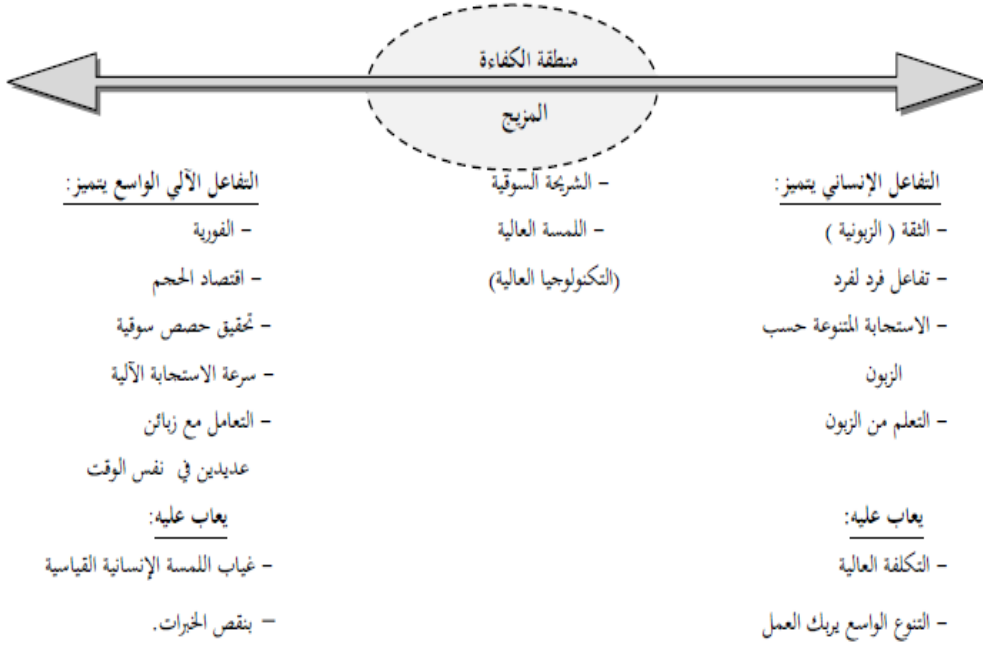 منطقة الكفاءة
المزيج
التفاعل الإنساني يتميز:
– الثقة ( الزبونية )
– تفاعل فرد لفرد
– الاستجابة المتنوعة حسب
الزبون
– التعلم من الزبون
يعاب عليه:
– التكلفة العالية
– التنوع الواسع يربك العمل
– الشريحة السوقية
– اللمسة العالية
(التكنولوجيا العالية)
التفاعل الآلي الواسع يتميز:
– الفورية
– اقتصاد الحجم
– تحقيق حصص سوقية
– سرعة الاستجابة الآلية
– التعامل مع زبائن
عديدين في نفس الوقت
يعاب عليه:
– غياب اللمسة الإنسانية القياسية
– بنقص الخبرات.